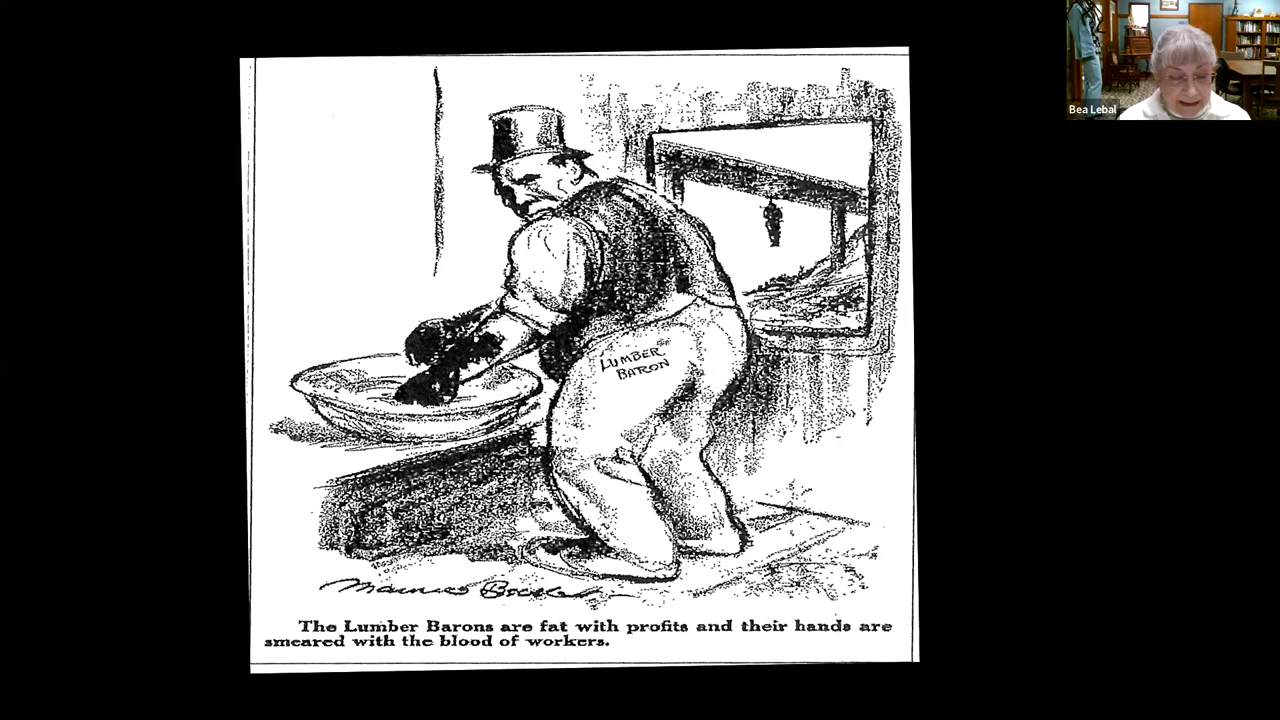 Bea Lebal
LUMBER
BARON
The Lumber Barons are fat with profits and their hands are
smeared with the blood of workers.